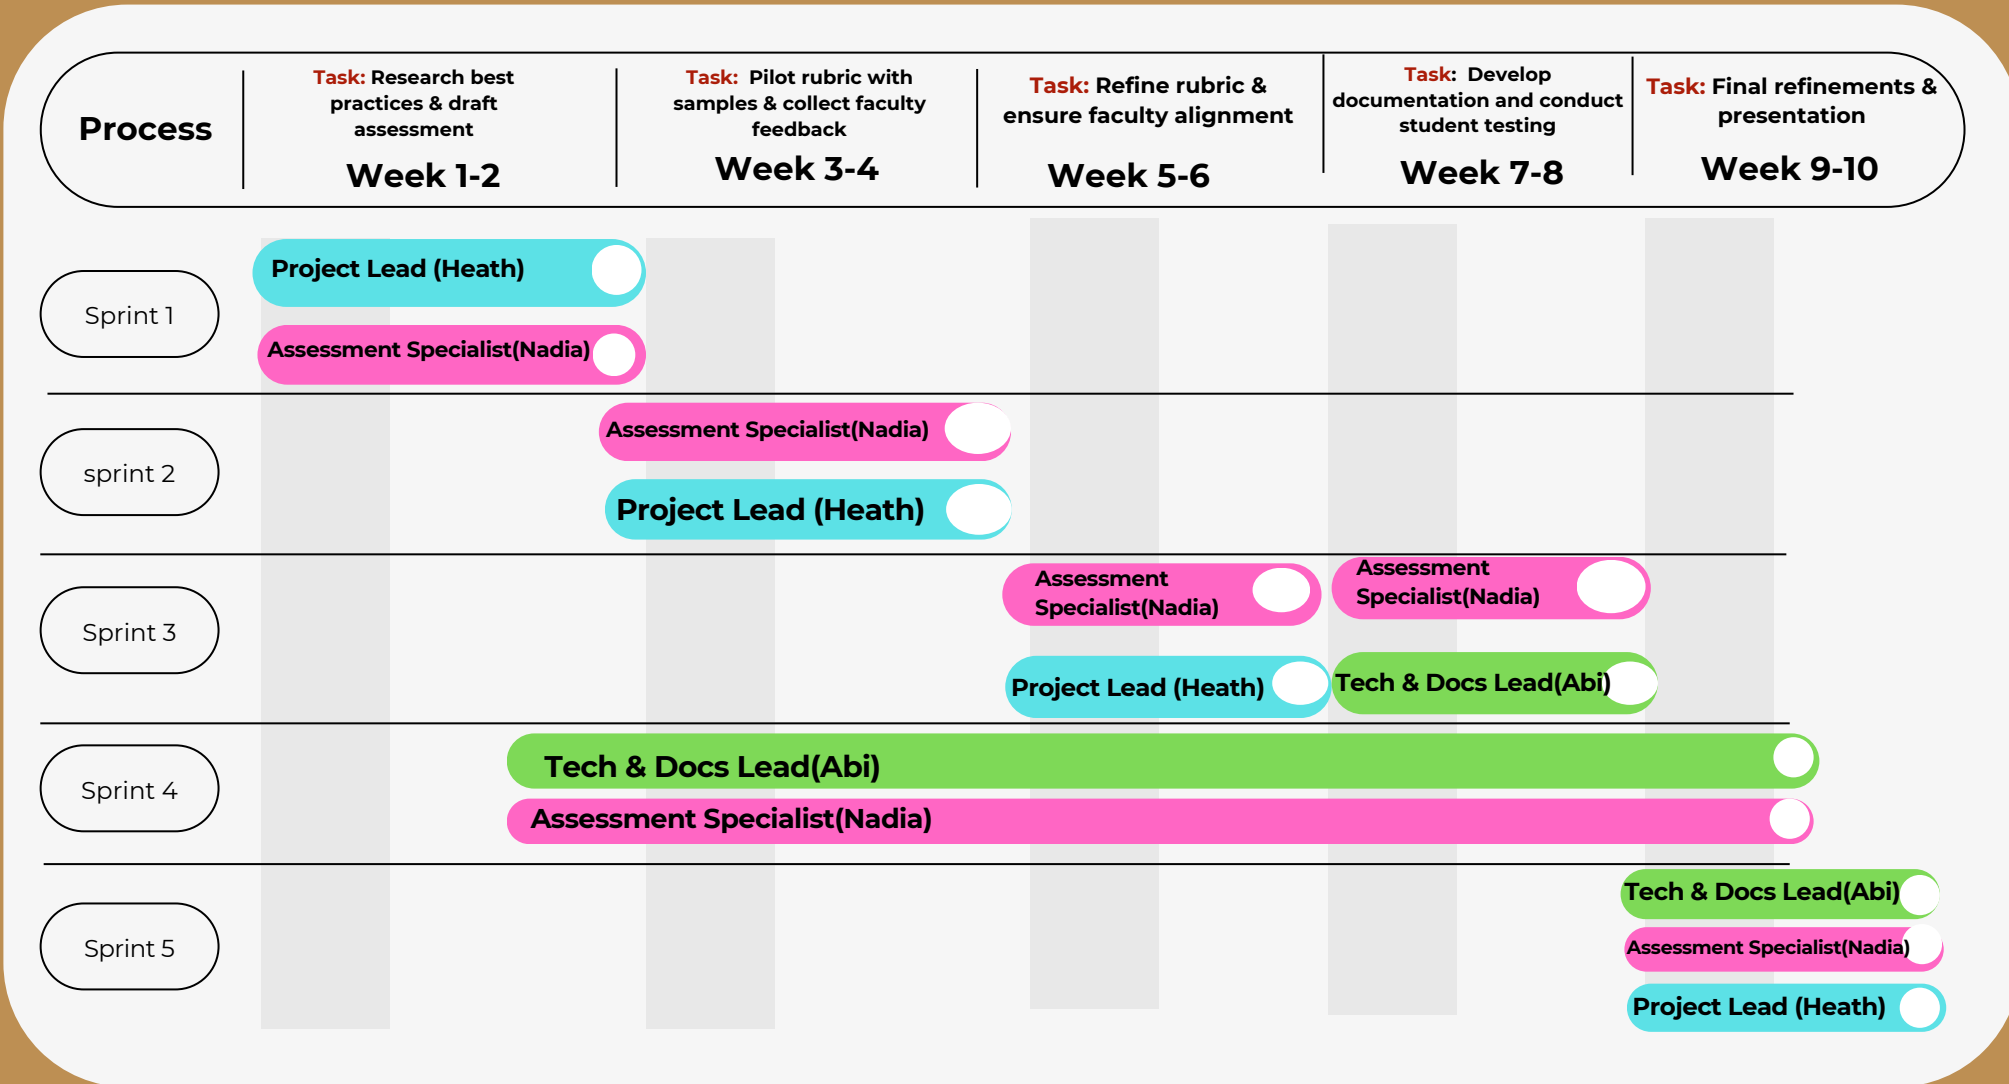 Process
Task: Research best
practices & draft
assessment
Week 1-2
Task: Pilot rubric with
samples & collect faculty
feedback
Week 3-4
Task: Refine rubric &
ensure faculty alignment
Week 5-6
Task: Develop
documentation and conduct
student testing
Week 7-8
Task: Final refinements &
presentation
Week 9-10
Sprint 1
Project Lead (Heath)
Assessment Specialist(Nadia)
sprint 2
Assessment Specialist(Nadia)
Project Lead (Heath)
Sprint 3
Assessment
Specialist(Nadia)
Assessment
Specialist(Nadia)
Project Lead (Heath)
Tech & Docs Lead(Abi)
Sprint 4
Tech & Docs Lead(Abi)
Assessment Specialist(Nadia)
Sprint 5
Tech & Docs Lead(Abi)
Assessment Specialist(Nadia)
Project Lead (Heath)